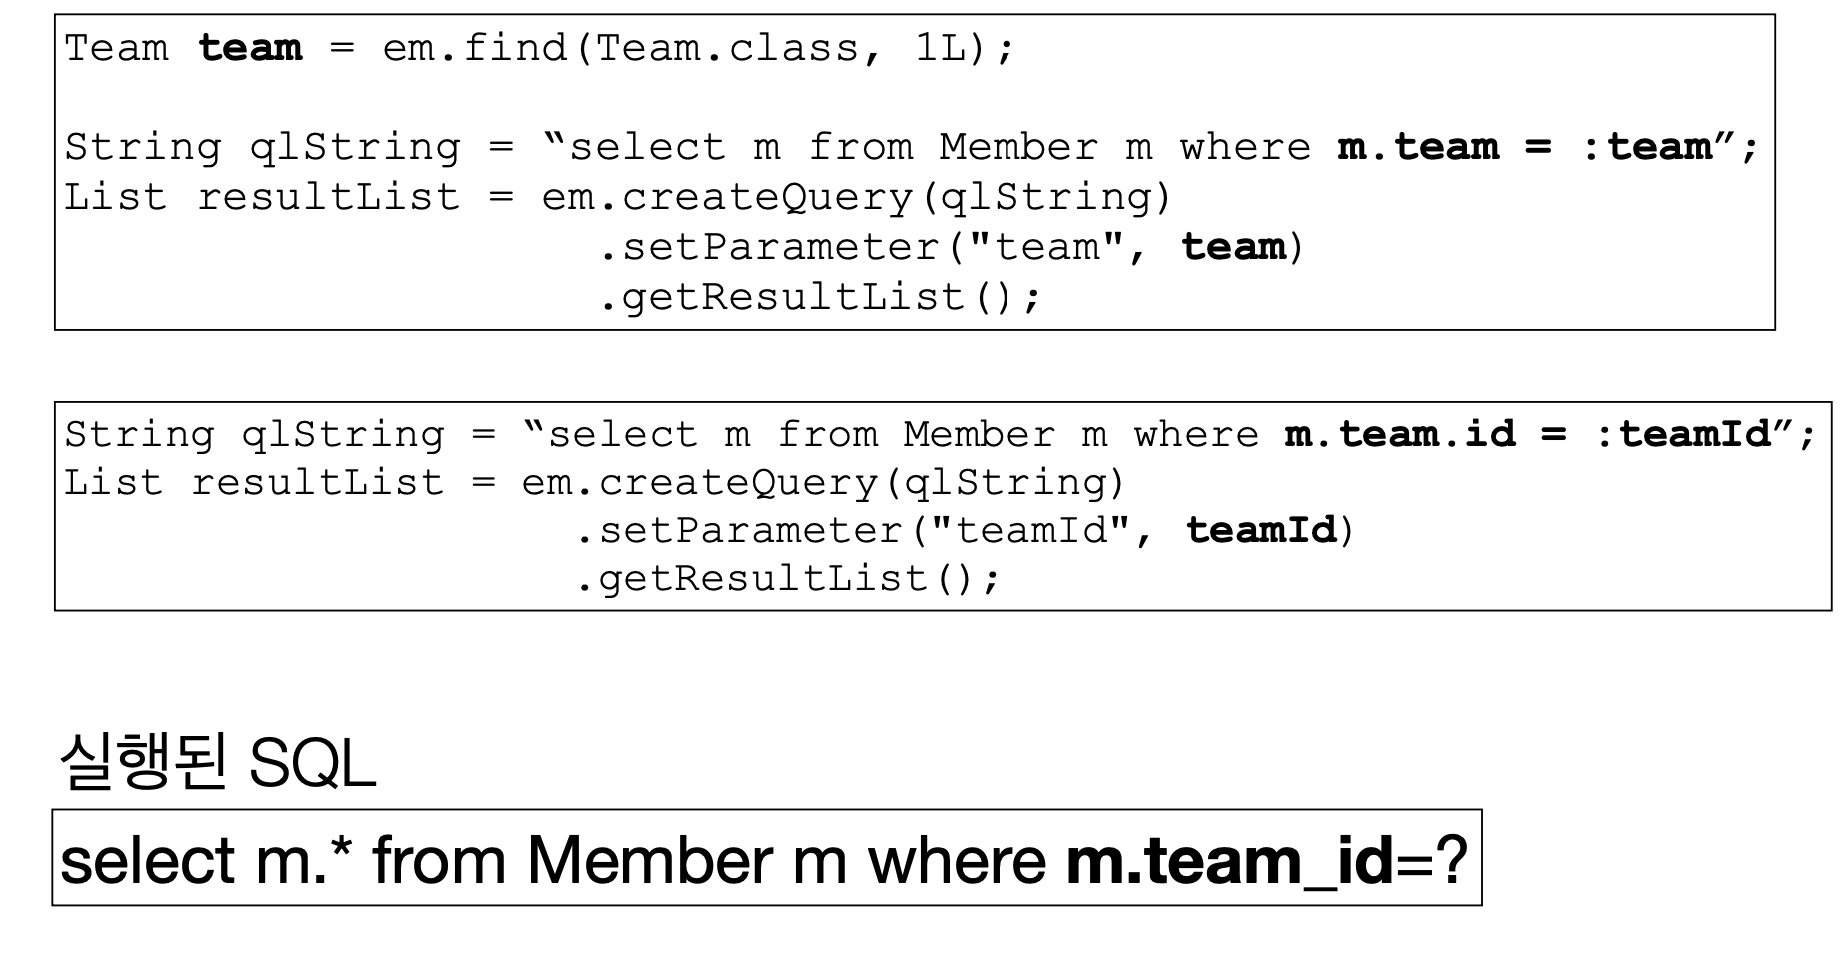 Team team = em.find(Team.class, 1L);
String qlString = “select m from Member m where m.team = :team”;
List resultList = em.createQuery(qlString)
.setParameter("team", team)
.getResultList();
String qlString = “select m from Member m where m.team.id = :teamId”;
List resultList = em.createQuery(qlString)
.setParameter("teamId", teamId)
.getResultList();
실행된 SQL
select m.* from Member m where m.team_id=?